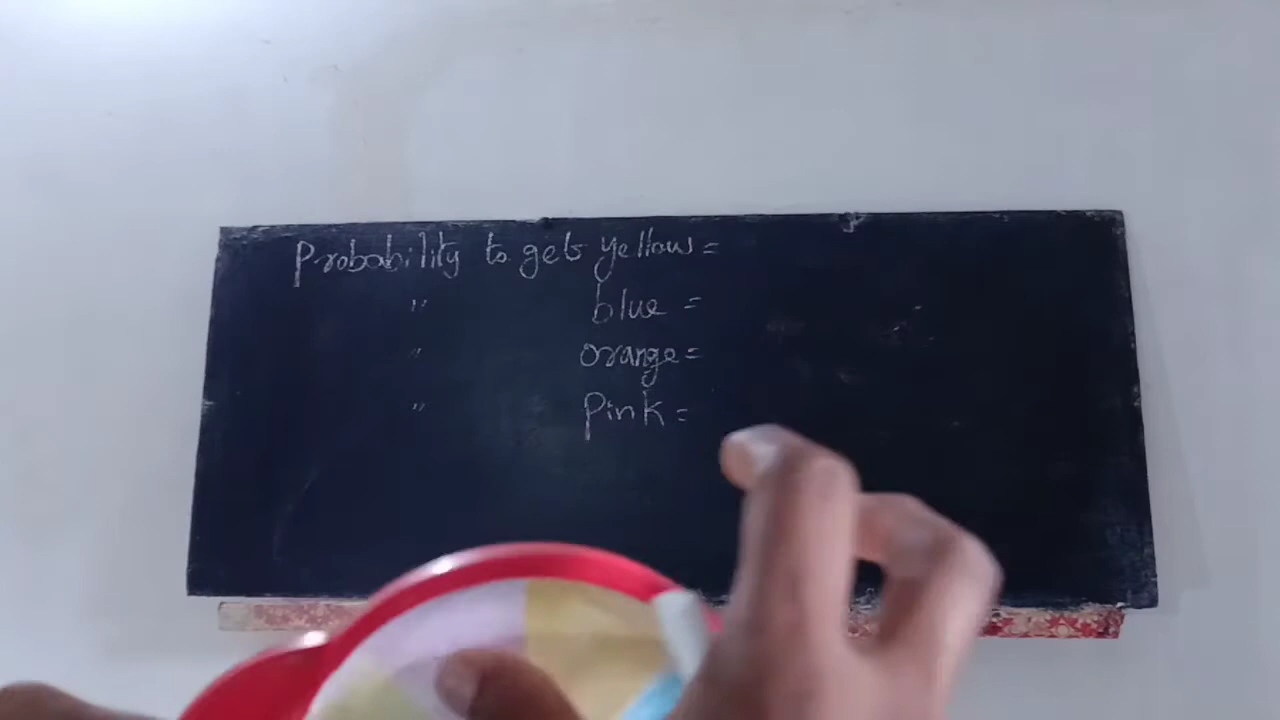 Probability to gets yellow =
" blue =
" orange =
" Pink =